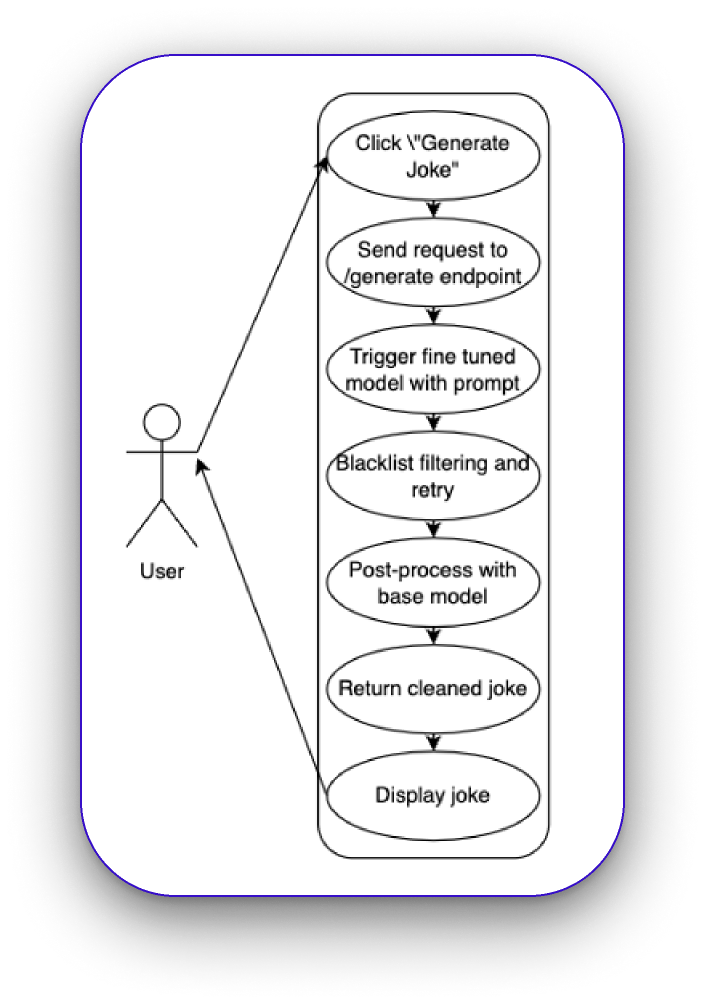 Click \"Generate
Joke"
Send request to
/generate endpoint
Trigger fine tuned
model with prompt
Blacklist filtering and
retry
Post-process with
base model
Return cleaned joke
Display joke
User